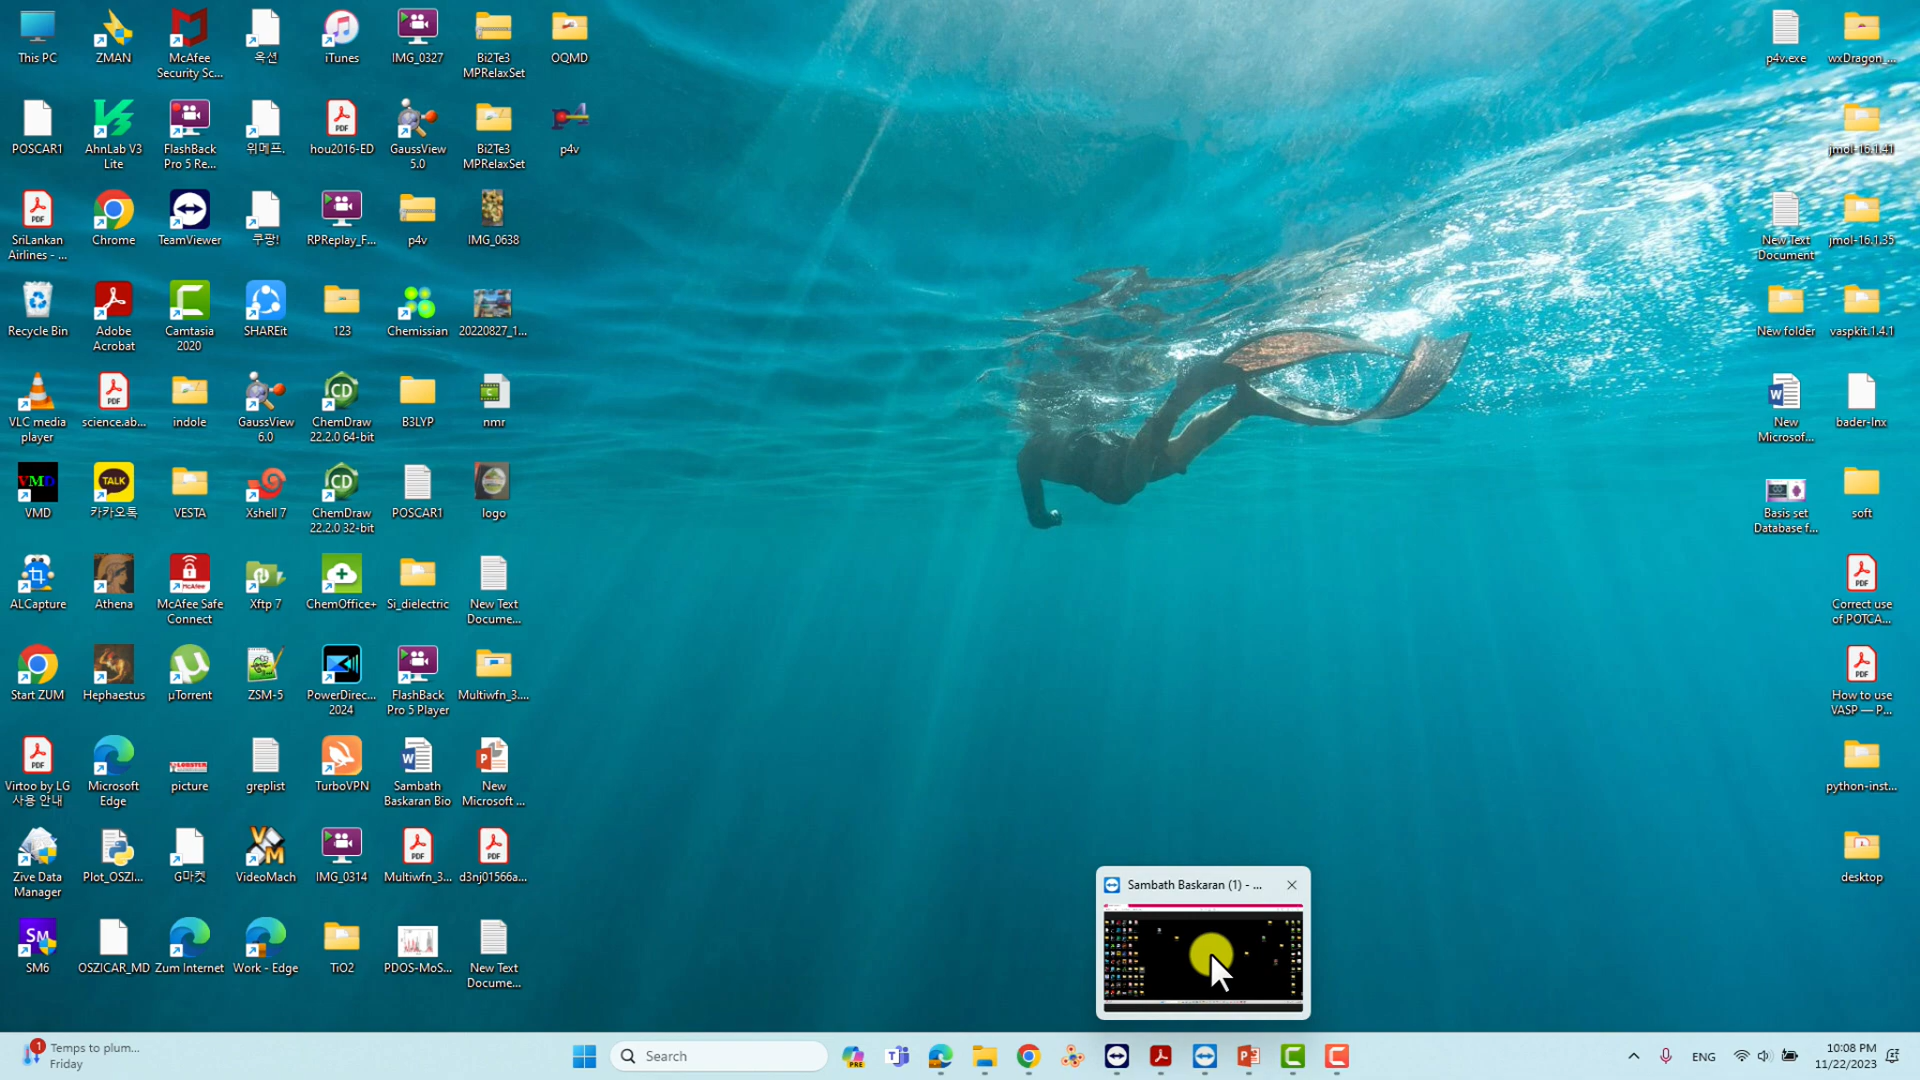 This PC
ZMAN
McAfee
Security Sc...
옥션
iTunes
IMG_0327
Bi2Te3
MPRelaxSet
OQMD
p4v.exe
wxDragon_...
POSCAR1
AhnLab V3
Lite
FlashBack
Pro 5 Re...
위메프.
hou2016-ED
GaussView
5.0
Bi2Te3
MPRelaxSet
p4v
jmol-16.1.41
SriLankan
Airlines - ...
Chrome
TeamViewer
쿠팡!
RPReplay_F...
p4v
IMG_0638
New Text
Document
jmol-16.1.35
Recycle Bin
Adobe
Acrobat
Camtasia
2020
SHAREit
123
Chemissian
20220827_1...
New folder
vaspkit.1.4.1
VLC media
player
science.ab...
indole
GaussView
6.0
ChemDraw
22.2.0 64-bit
B3LYP
nmr
New
Microsof...
bader-lnx
VMD
카카오톡
VESTA
Xshell 7
ChemDraw
22.2.0 32-bit
POSCAR1
logo
Basis set
Database f...
soft
ALCapture
Athena
McAfee Safe
Connect
Xftp 7
ChemOffice+
Si_dielectric
New Text
Docume...
Correct use
of POTCA...
Start ZUM
Hephaestus
µTorrent
ZSM-5
PowerDirec...
2024
FlashBack
Pro 5 Player
Multiwfn_3....
How to use
VASP — P...
Virtoo by LG
사용 안내
Microsoft
Edge
picture
greplist
TurboVPN
Sambath
Baskaran Bio
New
Microsoft ...
python-inst...
Zive Data
Manager
Plot_OSZI...
G마켓
VideoMach
IMG_0314
Multiwfn_3...
d3nj01566a...
desktop
SM6
OSZICAR_MD
Zum Internet
Work - Edge
TiO2
PDOS-MoS...
New Text
Docume...
Sambath Baskaran (1) - ...
1
Temps to plum...
Friday
Search
ENG
10:08 PM
11/22/2023